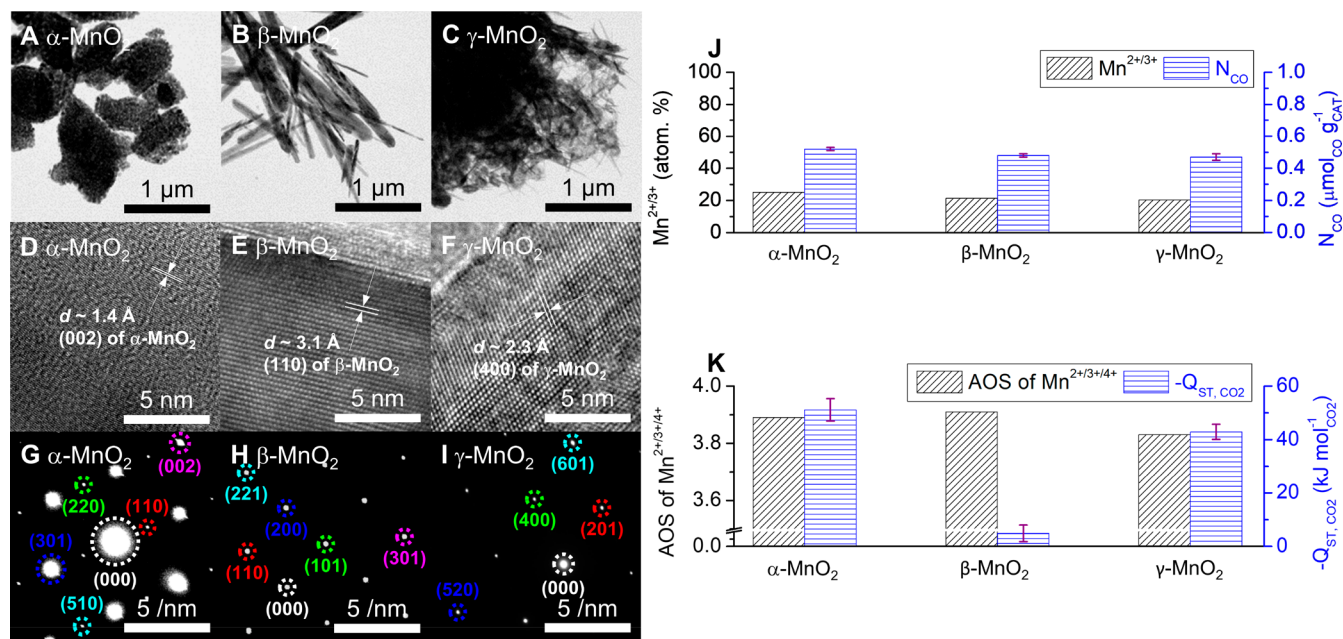 A α-MnO2
B β-MnO2
C γ-MnO2
1 μm
1 μm
1 μm
D α-MnO2
E β-MnO2
F γ-MnO2
d ~ 1.4 Å
(002) of α-MnO2
d ~ 3.1 Å
(110) of β-MnO2
d ~ 2.3 Å
(400) of γ-MnO2
5 nm
5 nm
5 nm
G α-MnO2
(002)
(220)
(110)
(301)
(000)
(510)
5 /nm
H β-MnO2
(221)
(200)
(110)
(101)
(301)
(000)
5 /nm
I γ-MnO2
(601)
(400)
(201)
(000)
(520)
5 /nm
J
Mn2+/3+ NCO
Mn2+/3+ (atom. %)
100
80
60
40
20
0
α-MnO2 β-MnO2 γ-MnO2
1.0
0.8
0.6
0.4
0.2
0.0
NCO (μmolCO g-1CAT)
K
AOS of Mn2+/3+/4+ -QST, CO2
AOS of Mn2+/3+/4+
4.0
3.8
3.6
0.0
α-MnO2 β-MnO2 γ-MnO2
60
40
20
0
-QST, CO2 (kJ mol-1CO2)